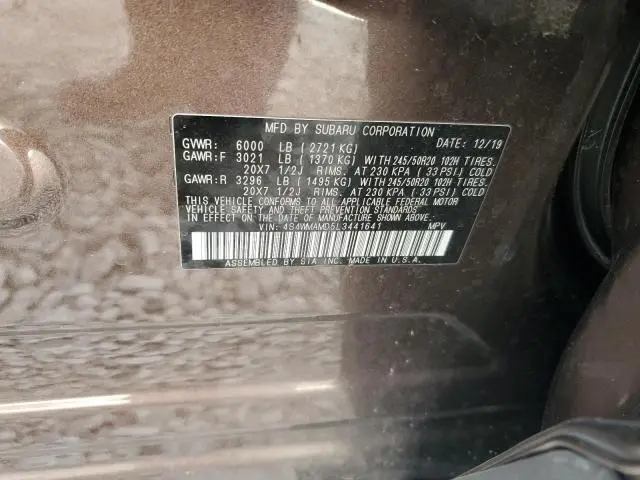 MFD BY SUBARU CORPORATION
GVWR: 6000 LB (2721 KG) DATE: 12/19
GAWR:F 3021 LB (1370 KG) WITH 245/50R20 102H TIRES.
20X7 1/2J RIMS. AT 230 KPA (33 PSI) COLD
GAWR:R 3296 LB (1495 KG) WITH 245/50R20 102H TIRES.
20X7 1/2J RIMS. AT 230 KPA (33 PSI) COLD
THIS VEHICLE CONFORMS TO ALL APPLICABLE FEDERAL MOTOR
VEHICLE SAFETY AND THEFT PREVENTION STANDARDS
IN EFFECT ON THE DATE OF MANUFACTURE SHOWN ABOVE.
VIN: 4S4WMAMD5L3441641 MPV
ASSEMBLED BY SIA INC. IN U.S.A.